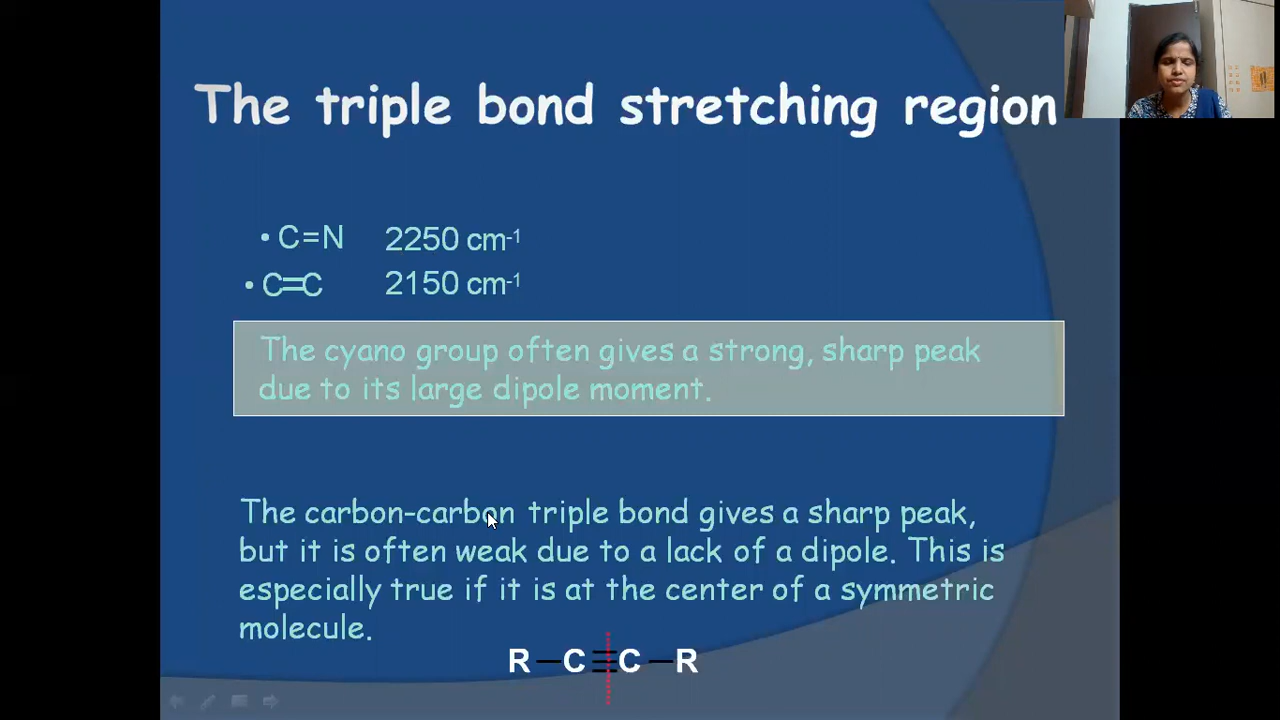 The triple bond stretching region
• C=N 2250 cm-1
• C=C 2150 cm-1
The cyano group often gives a strong, sharp peak
due to its large dipole moment.
The carbon-carbon triple bond gives a sharp peak,
but it is often weak due to a lack of a dipole. This is
especially true if it is at the center of a symmetric
molecule.
R—C≡C—R